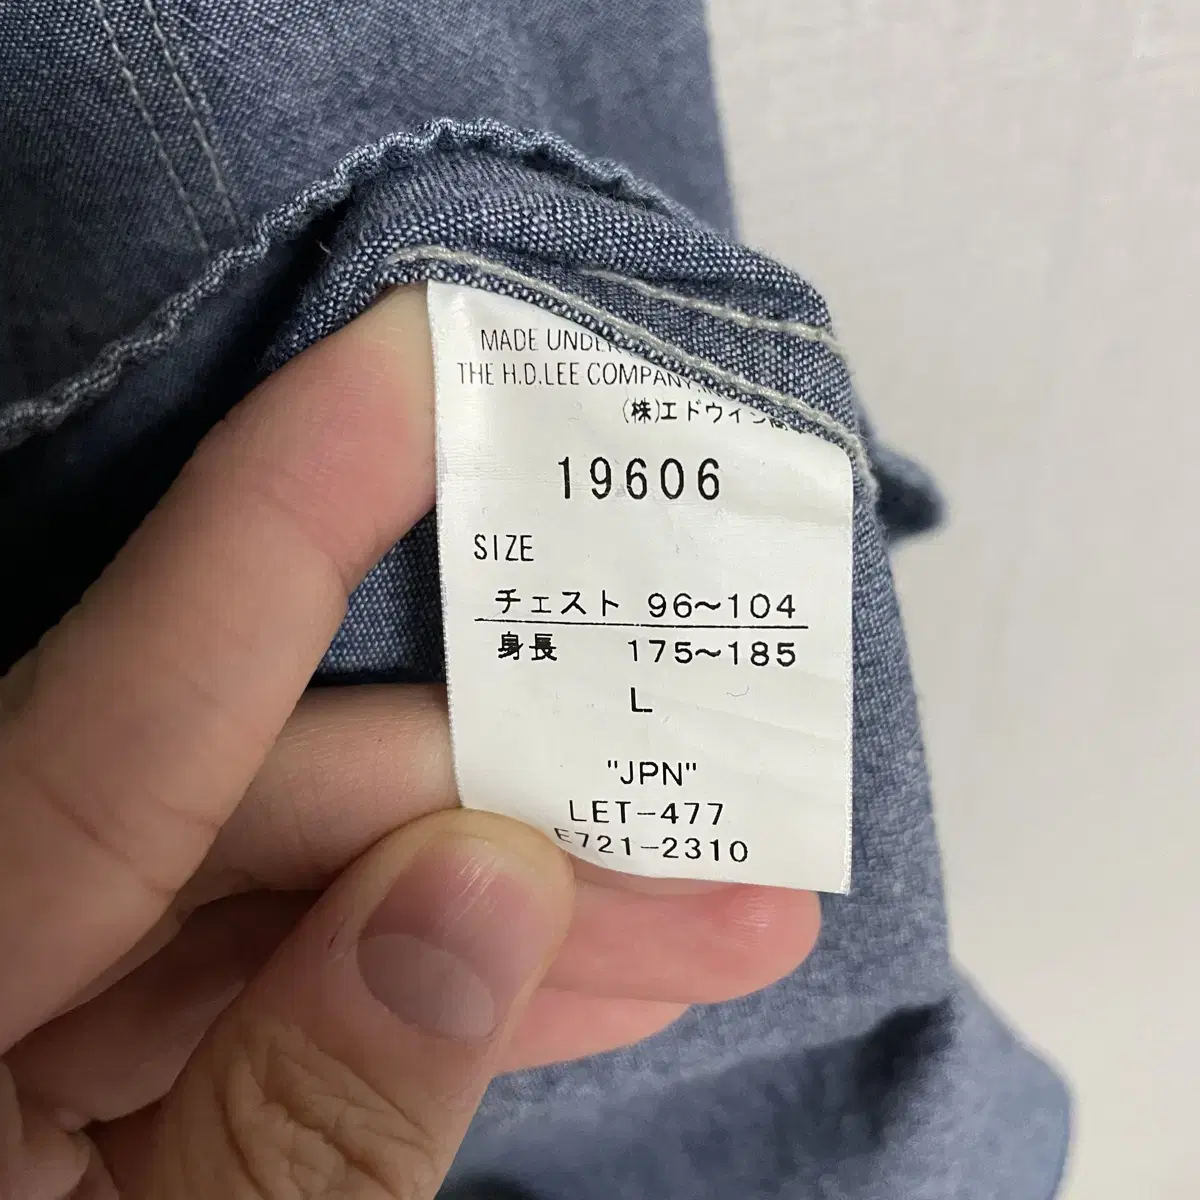 MADE UNDER
THE H.D.LEE COMPANY.
(株)エドウィン
19606
SIZE
チェスト 96~104
身長 175~185
L
"JPN"
LET-477
E721-2310